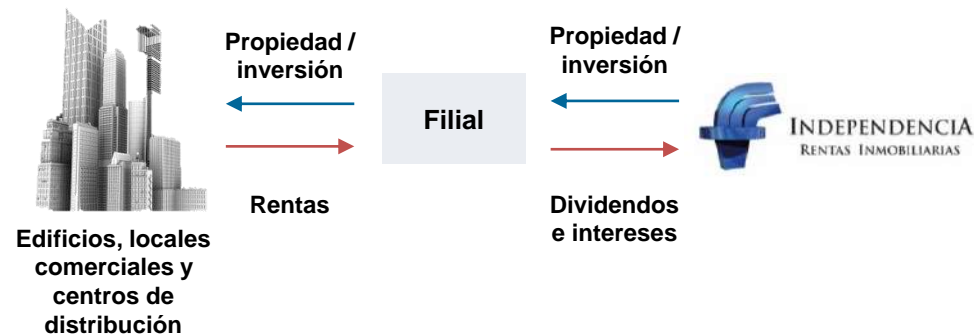 Propiedad /
inversión
Propiedad /
inversión
Filial
INDEPENDENCIA
RENTAS INMOBILIARIAS
Rentas
Dividendos
e intereses
Edificios, locales
comerciales y
centros de
distribución